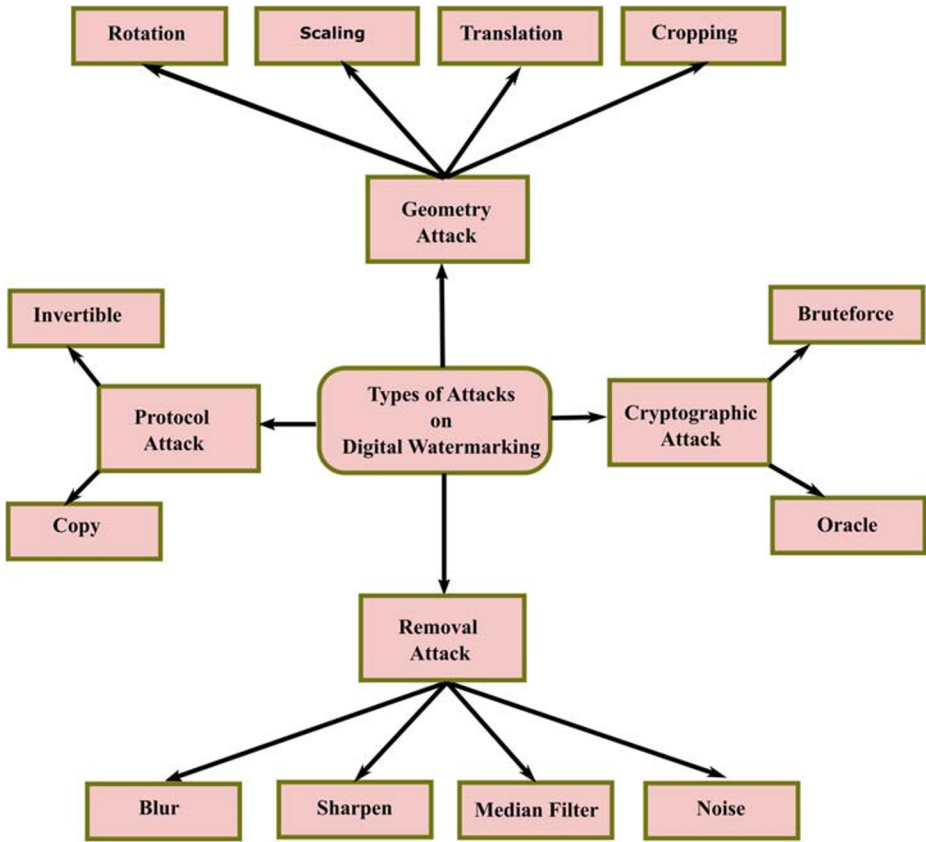 Rotation
Scaling
Translation
Cropping
Geometry
Attack
Invertible
Bruteforce
Types of Attacks
on
Digital Watermarking
Protocol
Attack
Cryptographic
Attack
Copy
Oracle
Removal
Attack
Blur
Sharpen
Median Filter
Noise